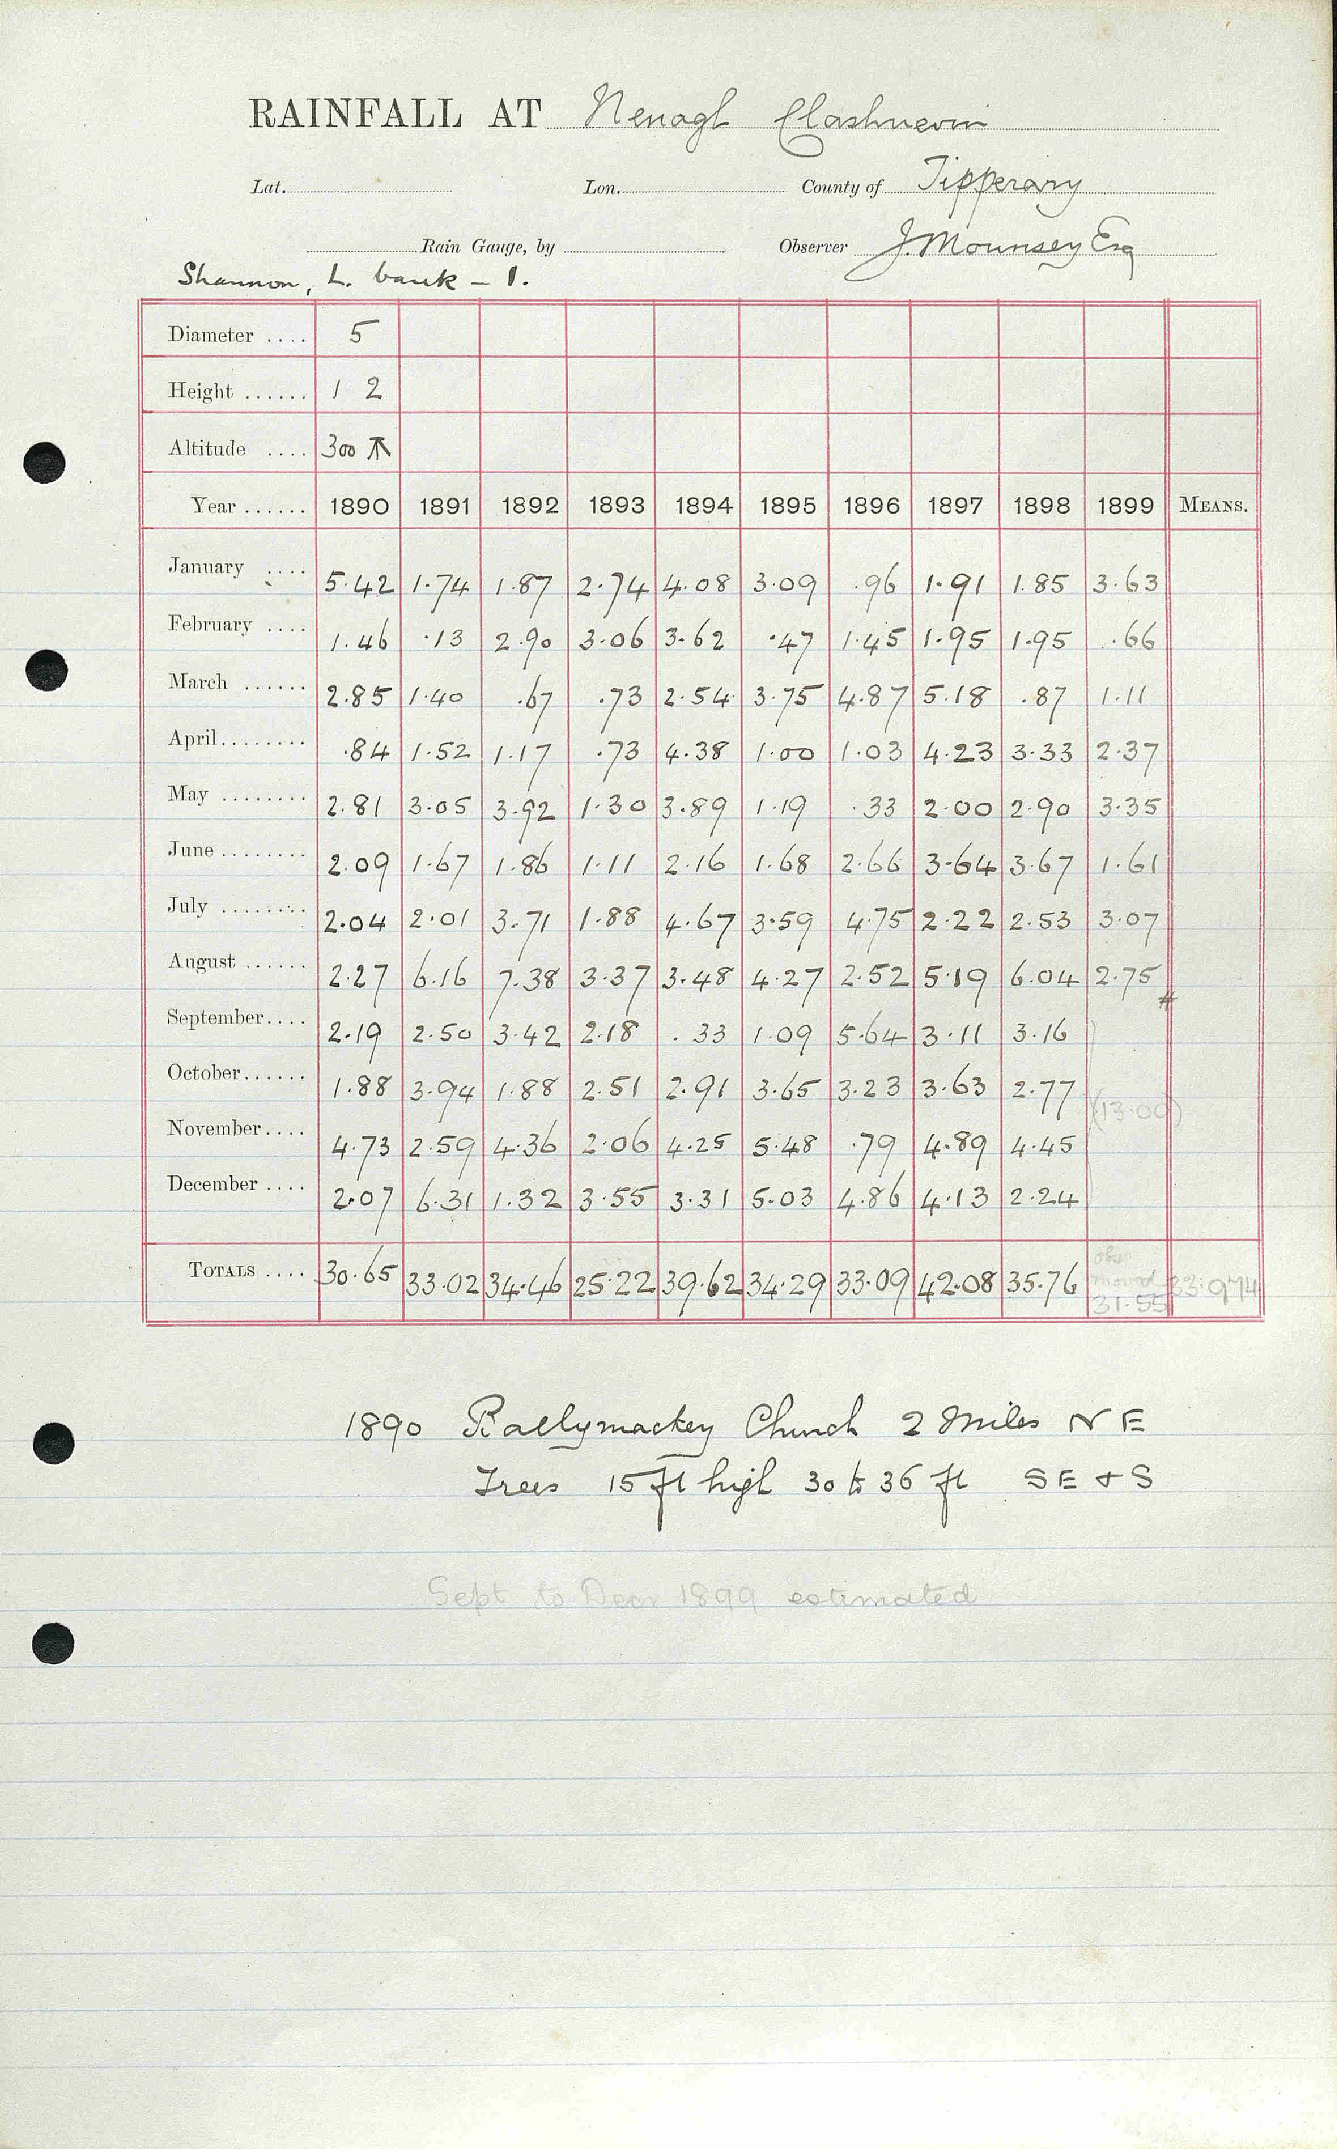 RAINFALL AT Nenagh Clashnevin
Lat. Lon. County of Tipperary
Rain Gauge, by Observer J. Mounsey Esq
Shannon, L. bank - 1.
Diameter .... 5
Height ...... 1 2
Altitude .... 300
Year ...... 1890 1891 1892 1893 1894 1895 1896 1897 1898 1899 MEANS.
January .... 5.42 1.74 1.87 2.74 4.08 3.09 .96 1.91 1.85 3.63
February .... 1.46 .13 2.90 3.06 3.62 .47 1.45 1.95 1.95 .66
March ...... 2.85 1.40 .67 .73 2.54 3.75 4.87 5.18 .87 1.11
April........ .84 1.52 1.17 .73 4.38 1.00 1.03 4.23 3.33 2.37
May ........ 2.81 3.05 3.92 1.30 3.89 1.19 .33 2.00 2.90 3.35
June ........ 2.09 1.67 1.86 1.11 2.16 1.68 2.66 3.64 3.67 1.61
July ........ 2.04 2.01 3.71 1.88 4.67 3.59 4.75 2.22 2.53 3.07
August ...... 2.27 6.16 7.38 3.37 3.48 4.27 2.52 5.19 6.04 2.75
#
September.... 2.19 2.50 3.42 2.18 .33 1.09 5.64 3.11 3.16
October...... 1.88 3.94 1.88 2.51 2.91 3.65 3.23 3.63 2.77
(13.00)
November.... 4.73 2.59 4.36 2.06 4.25 5.48 .79 4.89 4.45
December .... 2.07 6.31 1.32 3.55 3.31 5.03 4.86 4.13 2.24
TOTALS .... 30.65 33.02 34.46 25.22 39.62 34.29 33.09 42.08 35.76 moved 31.55 33.974
1890 Ballymackey Church 2 Miles N E
Trees 15 ft high 30 to 36 ft S E & S
Sept to Decr 1899 estimated